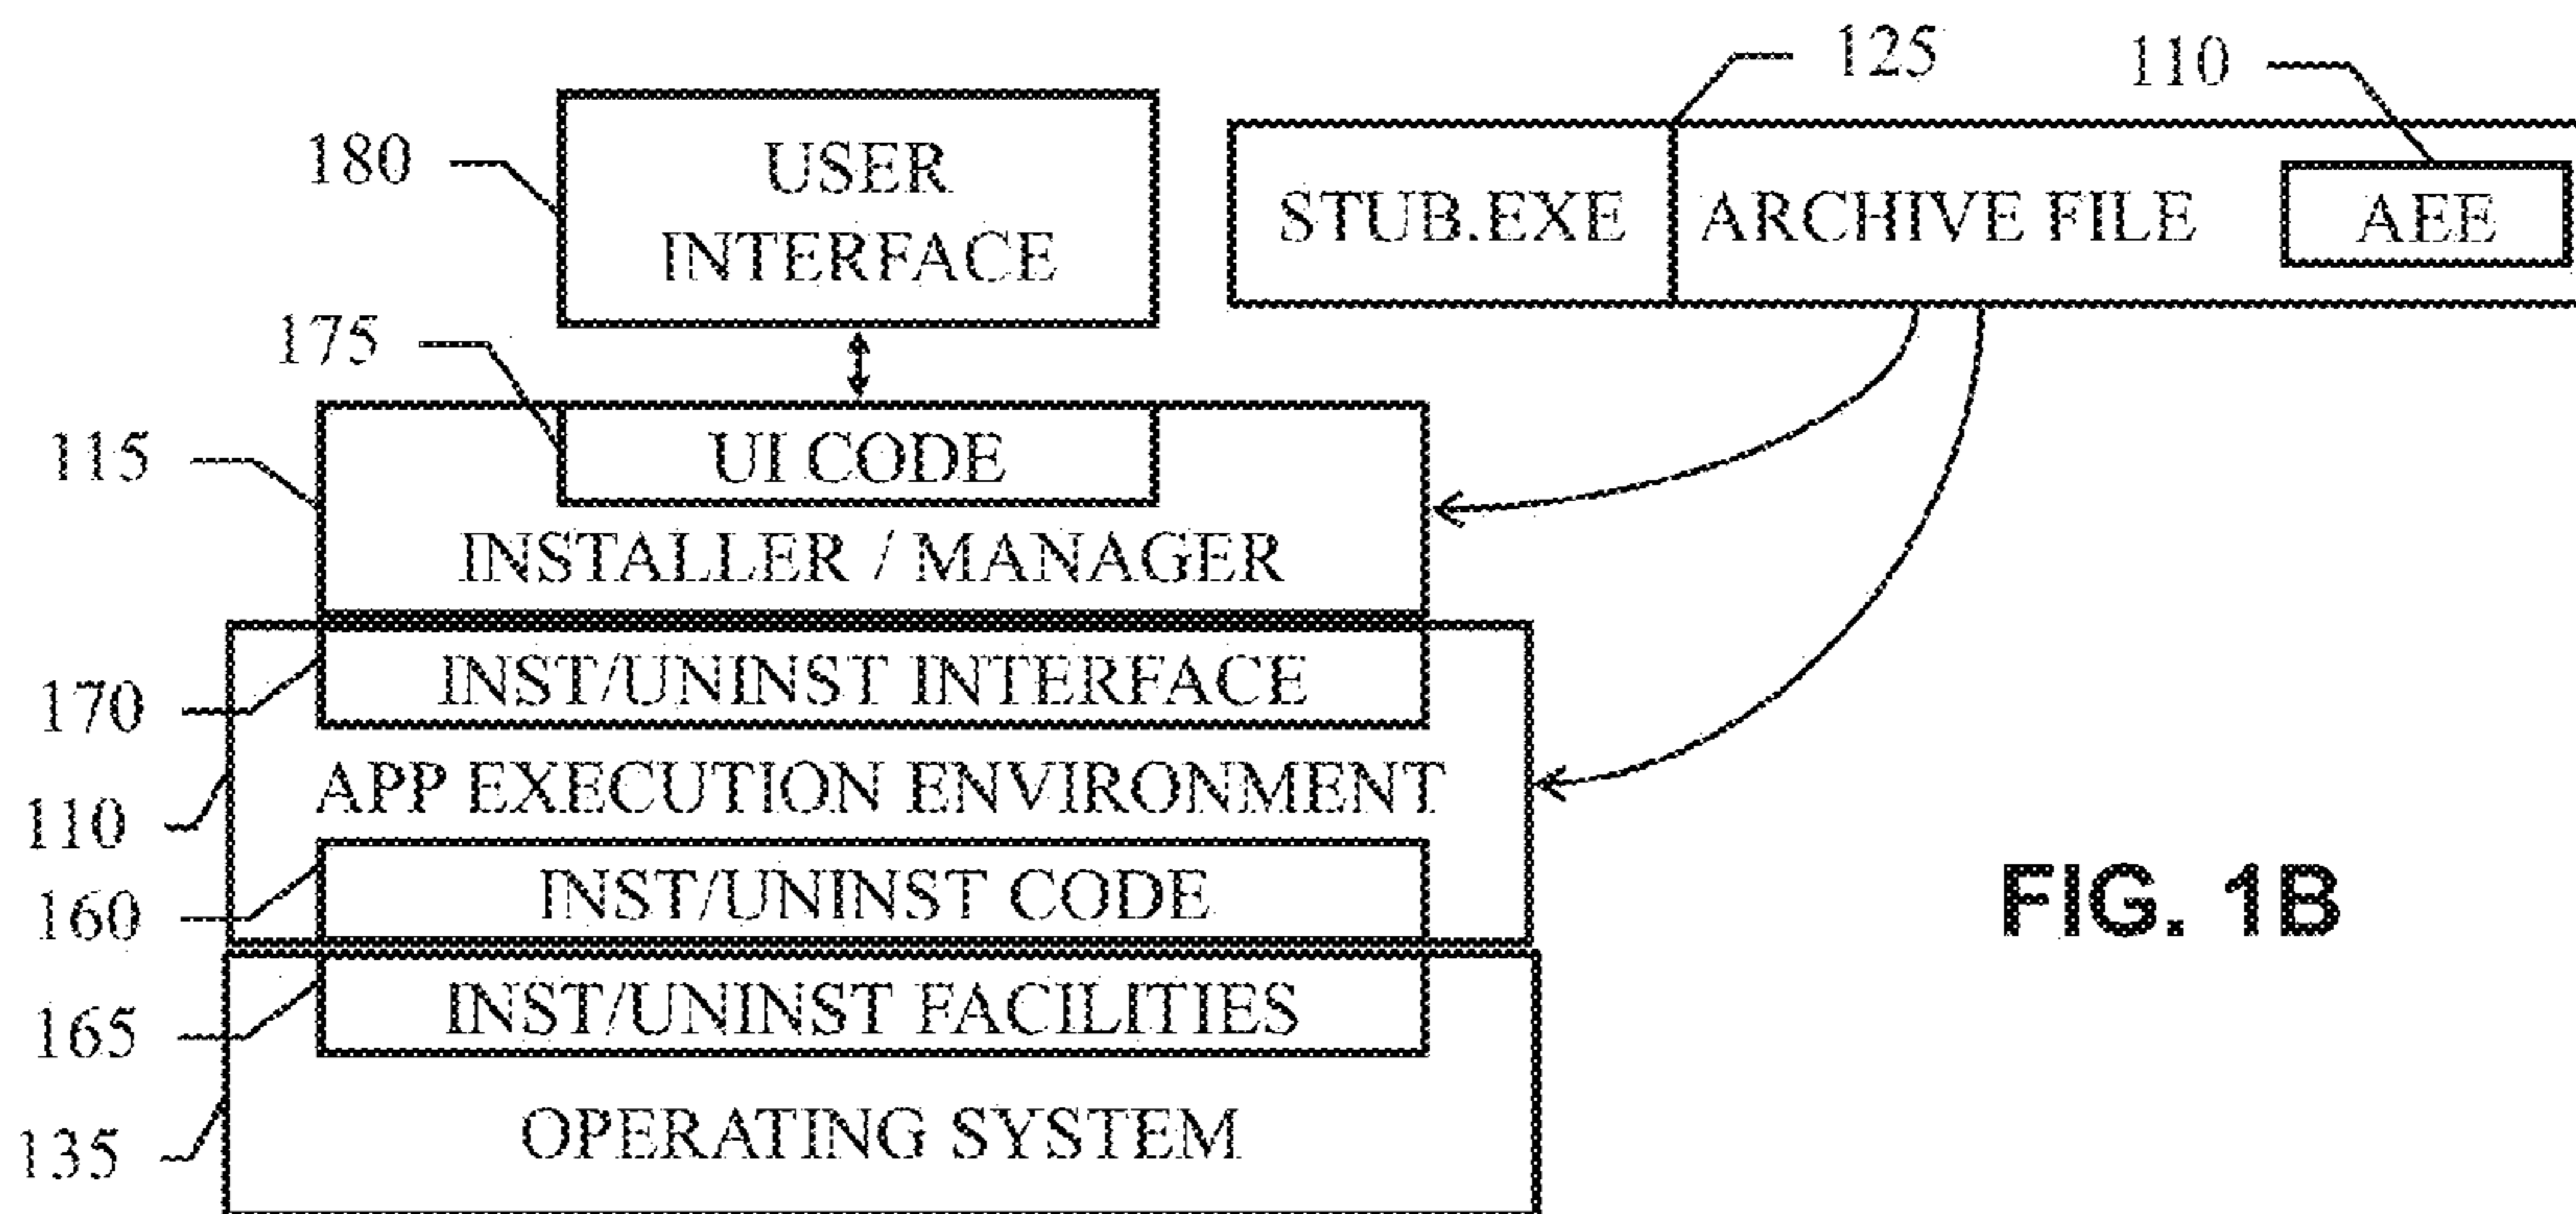 125
110
180
USER
INTERFACE
STUB.EXE
ARCHIVE FILE
AEE
175
UI CODE
115
INSTALLER / MANAGER
170
INST/UNINST INTERFACE
110
APP EXECUTION ENVIRONMENT
160
INST/UNINST CODE
FIG. 1B
165
INST/UNINST FACILITIES
135
OPERATING SYSTEM